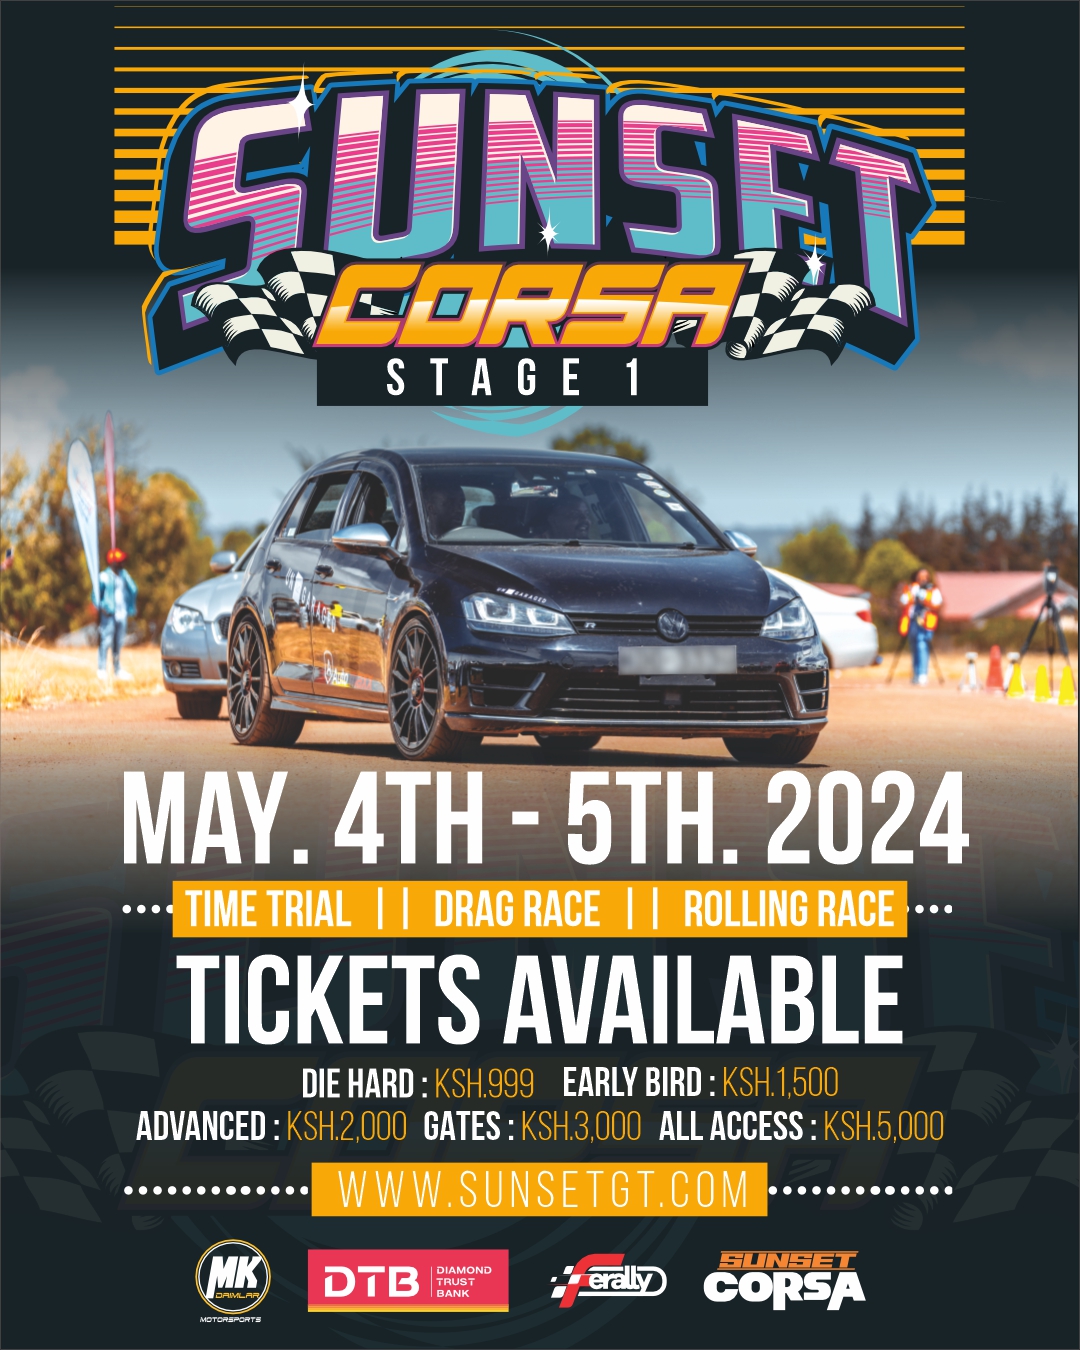 SUNSET
CORSA
STAGE 1
MAY. 4TH - 5TH. 2024
TIME TRIAL || DRAG RACE || ROLLING RACE
TICKETS AVAILABLE
DIE HARD : KSH.999 EARLY BIRD : KSH.1,500
ADVANCED : KSH.2,000 GATES : KSH.3,000 ALL ACCESS : KSH.5,000
WWW.SUNSETGT.COM
MK
DAIMLAR
MOTORSPORTS
DTB
DIAMOND
TRUST
BANK
ferally
SUNSET
CORSA